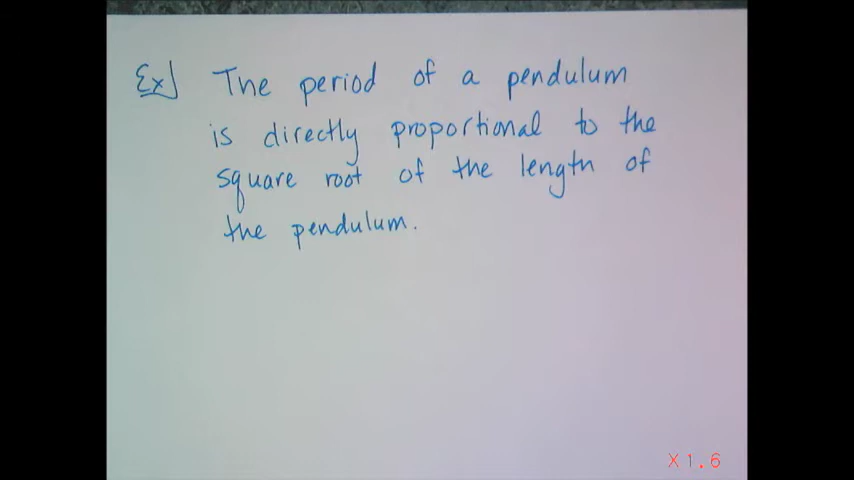 Ex] The period of a pendulum
is directly proportional to the
square root of the length of
the pendulum.
X1.6